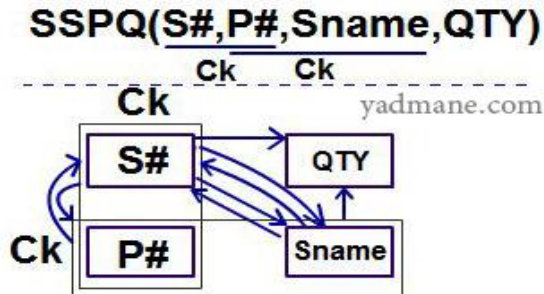 SSPQ(S#,P#,Sname,QTY)
Ck Ck
Ck
yadmane.com
S# QTY
Ck P# Sname